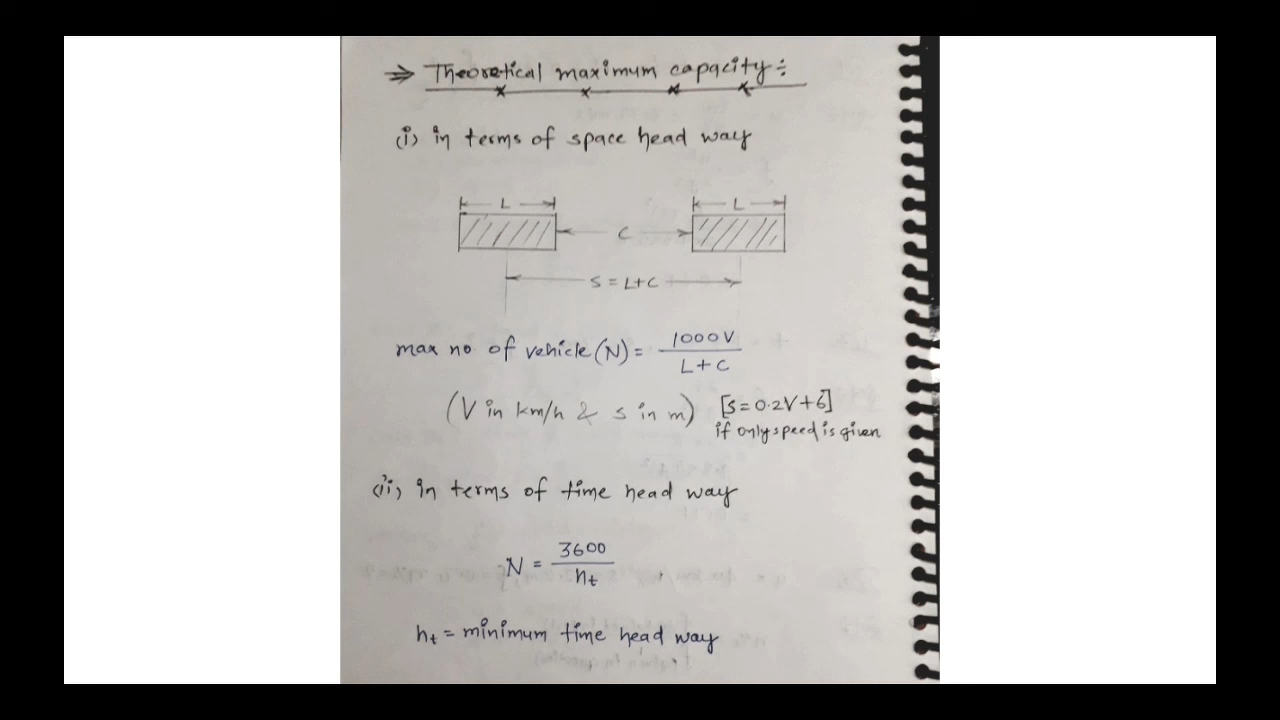 ⇒ Theoretical maximum capacity ÷
(i) in terms of space head way
L L
C
S = L+C
max no of vehicle (N) = 1000V / L+C
(V in km/h & s in m) [S = 0.2V+6]
if only speed is given
(ii) in terms of time head way
N = 3600 / ht
ht = minimum time head way